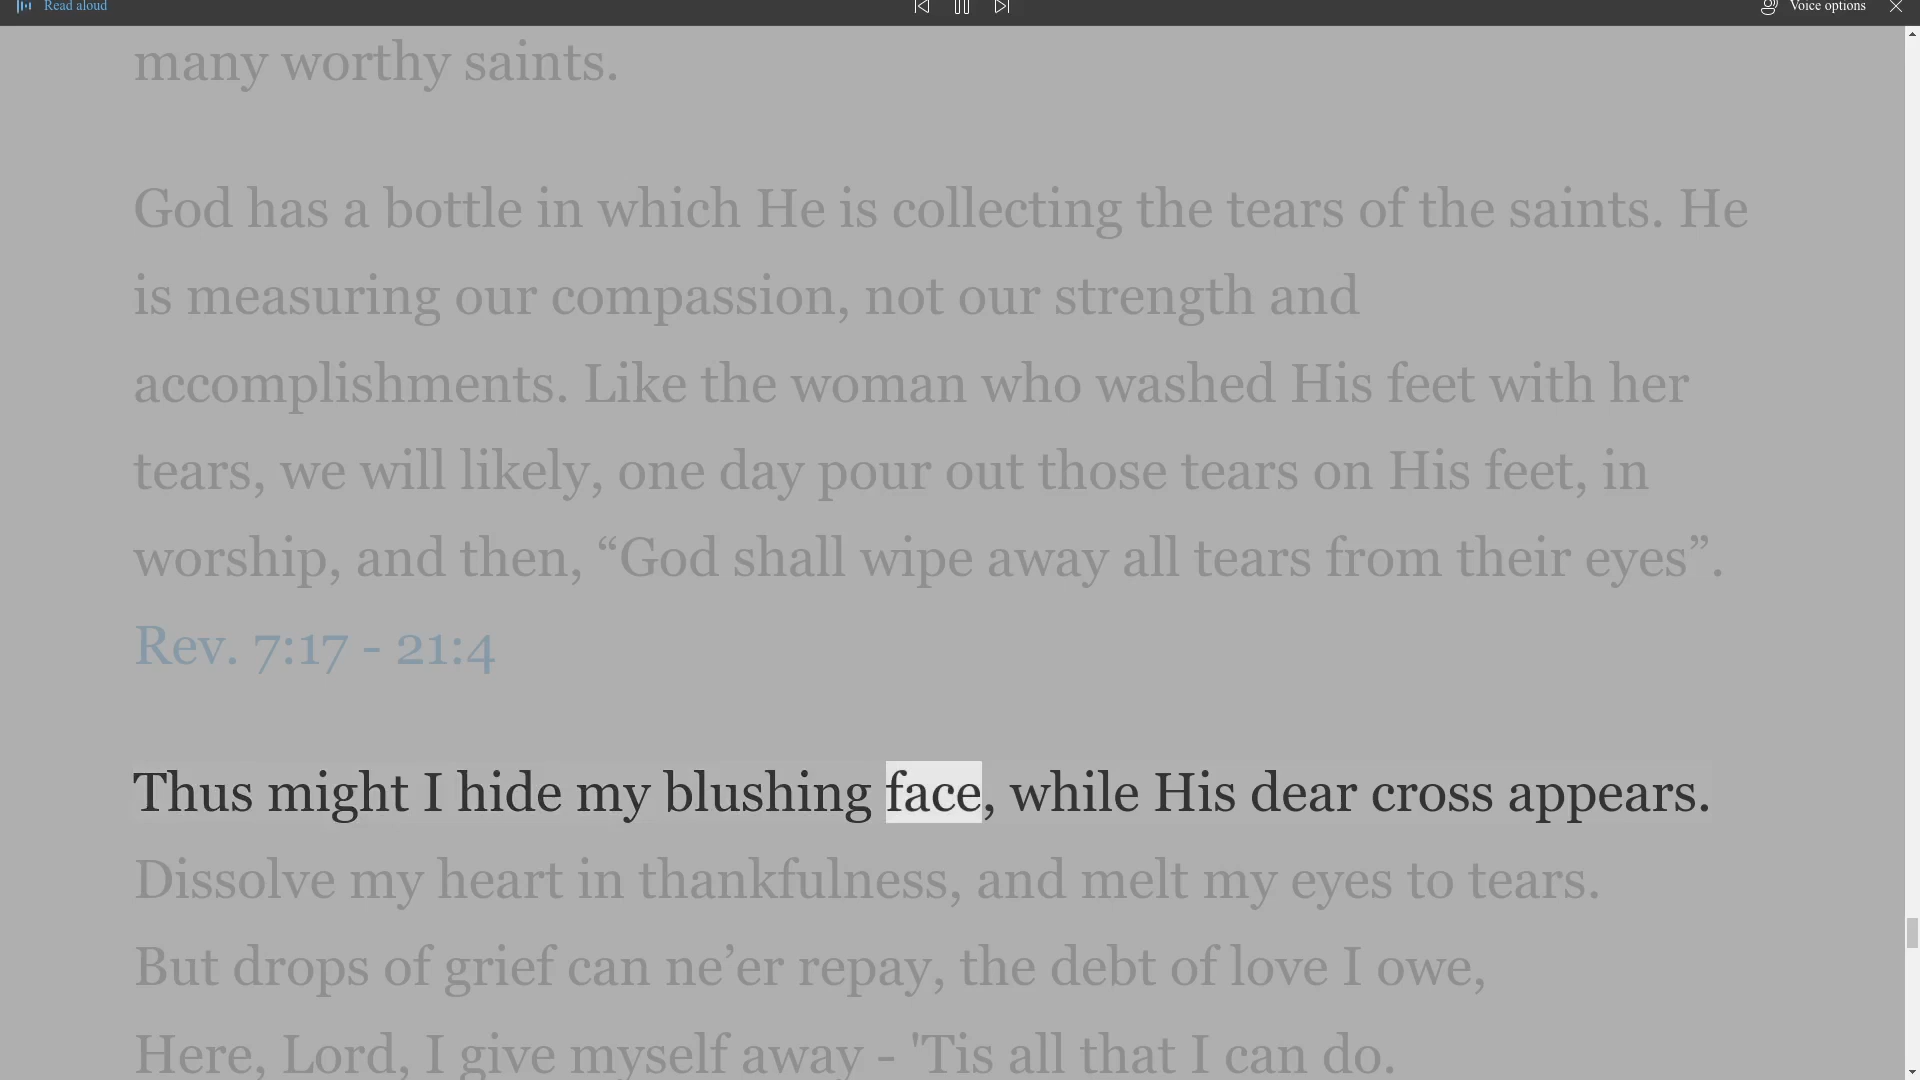 Read aloud
Voice options
many worthy saints.
God has a bottle in which He is collecting the tears of the saints. He
is measuring our compassion, not our strength and
accomplishments. Like the woman who washed His feet with her
tears, we will likely, one day pour out those tears on His feet, in
worship, and then, “God shall wipe away all tears from their eyes”.
Rev. 7:17 - 21:4
Thus might I hide my blushing face, while His dear cross appears.
Dissolve my heart in thankfulness, and melt my eyes to tears.
But drops of grief can ne’er repay, the debt of love I owe,
Here, Lord, I give myself away - 'Tis all that I can do.